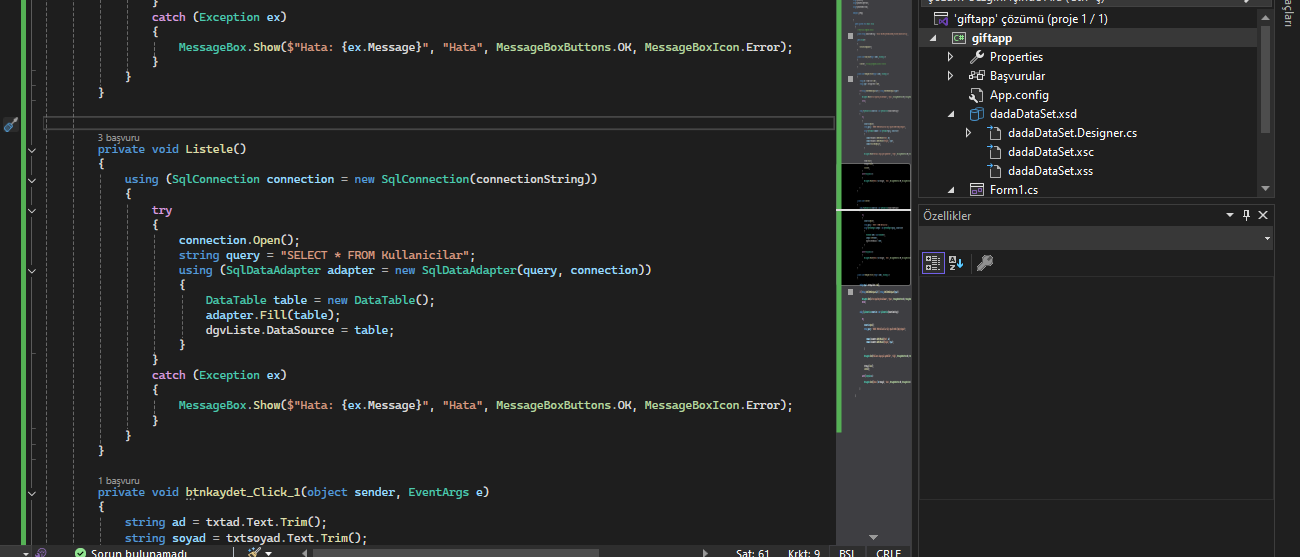 }
catch (Exception ex)
{
MessageBox.Show($"Hata: {ex.Message}", "Hata", MessageBoxButtons.OK, MessageBoxIcon.Error);
}
}
}
3 başvuru
private void Listele()
{
using (SqlConnection connection = new SqlConnection(connectionString))
{
try
{
connection.Open();
string query = "SELECT * FROM Kullanicilar";
using (SqlDataAdapter adapter = new SqlDataAdapter(query, connection))
{
DataTable table = new DataTable();
adapter.Fill(table);
dgvListe.DataSource = table;
}
}
catch (Exception ex)
{
MessageBox.Show($"Hata: {ex.Message}", "Hata", MessageBoxButtons.OK, MessageBoxIcon.Error);
}
}
}
1 başvuru
private void btnkaydet_Click_1(object sender, EventArgs e)
{
string ad = txtad.Text.Trim();
string soyad = txtsoyad.Text.Trim();
Sorun bulunamadı
Sat: 61 Krkt: 9 BSL CRLF
'giftapp' çözümü (proje 1 / 1)
C# giftapp
Properties
Başvurular
App.config
dadaDataSet.xsd
dadaDataSet.Designer.cs
dadaDataSet.xsc
dadaDataSet.xss
Form1.cs
Özellikler